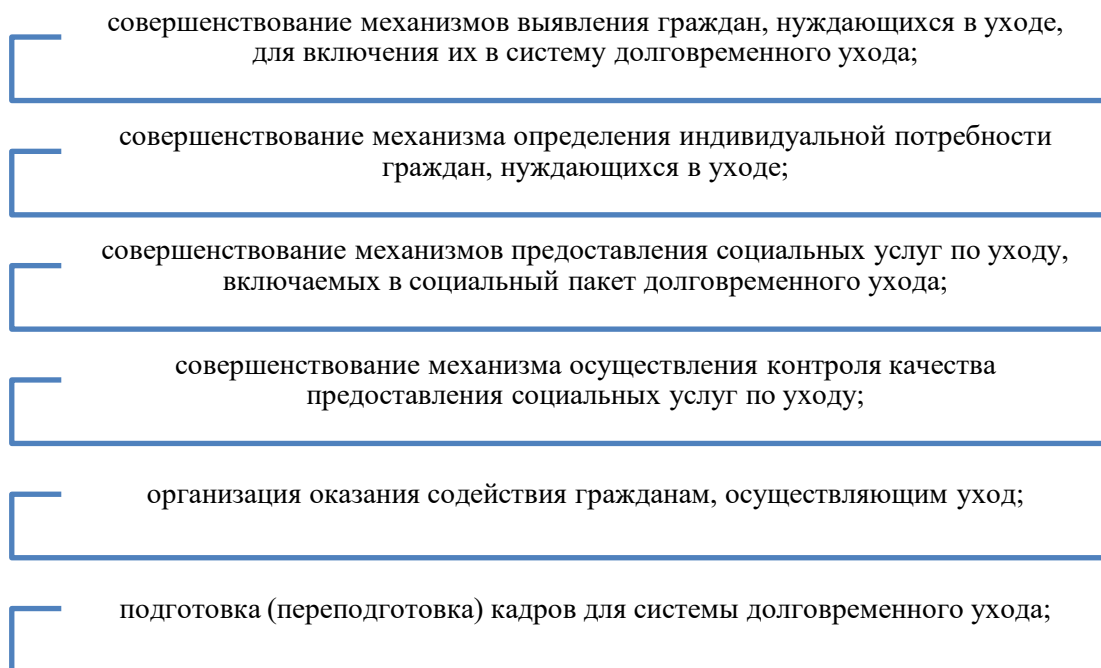 совершенствование механизмов выявления граждан, нуждающихся в уходе,
для включения их в систему долговременного ухода;
совершенствование механизма определения индивидуальной потребности
граждан, нуждающихся в уходе;
совершенствование механизмов предоставления социальных услуг по уходу,
включаемых в социальный пакет долговременного ухода;
совершенствование механизма осуществления контроля качества
предоставления социальных услуг по уходу;
организация оказания содействия гражданам, осуществляющим уход;
подготовка (переподготовка) кадров для системы долговременного ухода;